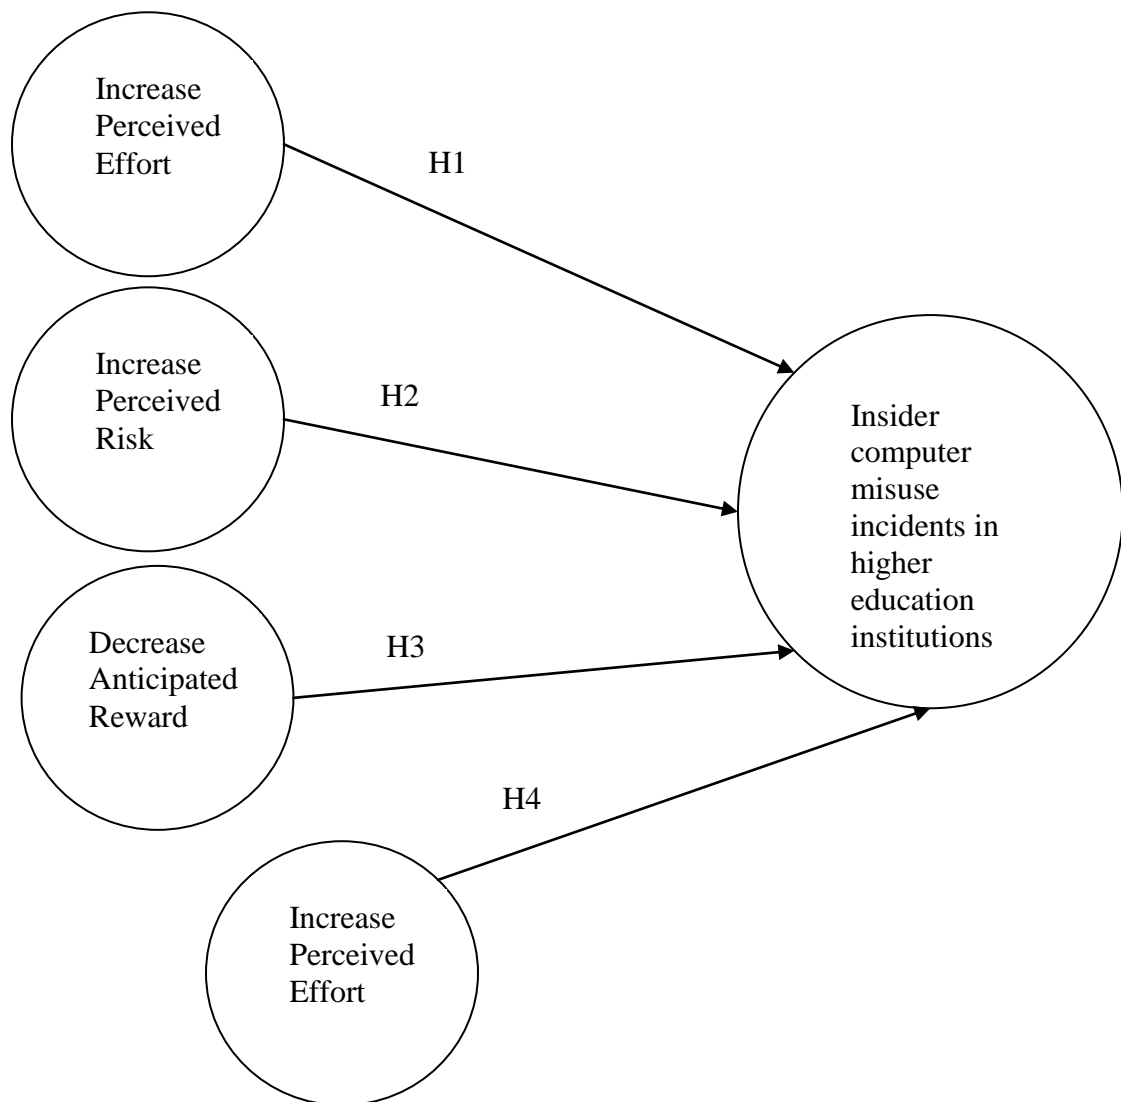 Increase
Perceived
Effort
H1
Increase
Perceived
Risk
H2
Insider
computer
misuse
incidents in
higher
education
institutions
Decrease
Anticipated
Reward
H3
H4
Increase
Perceived
Effort